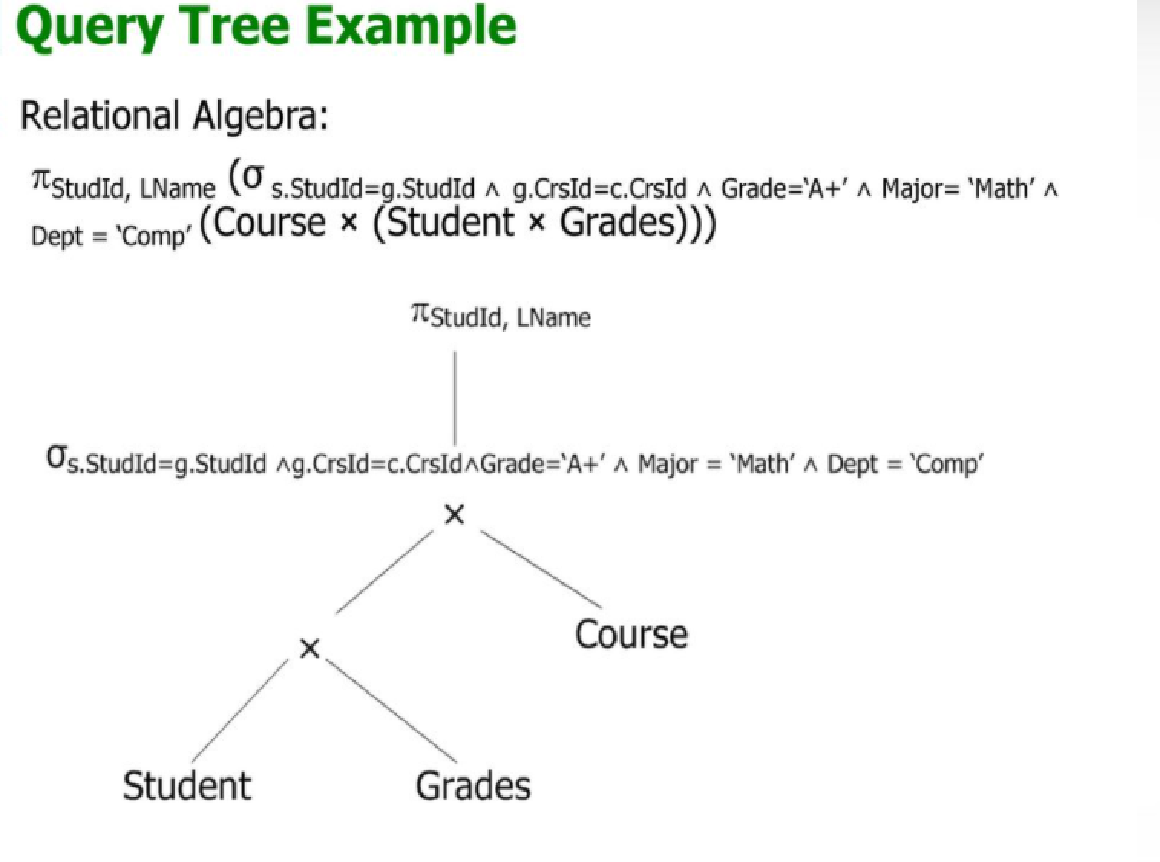 Query Tree Example
Relational Algebra:
πStudId, LName (σ s.StudId=g.StudId ∧ g.CrsId=c.CrsId ∧ Grade=‘A+’ ∧ Major= ‘Math’ ∧
Dept = ‘Comp’ (Course × (Student × Grades)))
πStudId, LName
σs.StudId=g.StudId ∧g.CrsId=c.CrsId∧Grade=‘A+’ ∧ Major = ‘Math’ ∧ Dept = ‘Comp’
×
Course
×
Student Grades